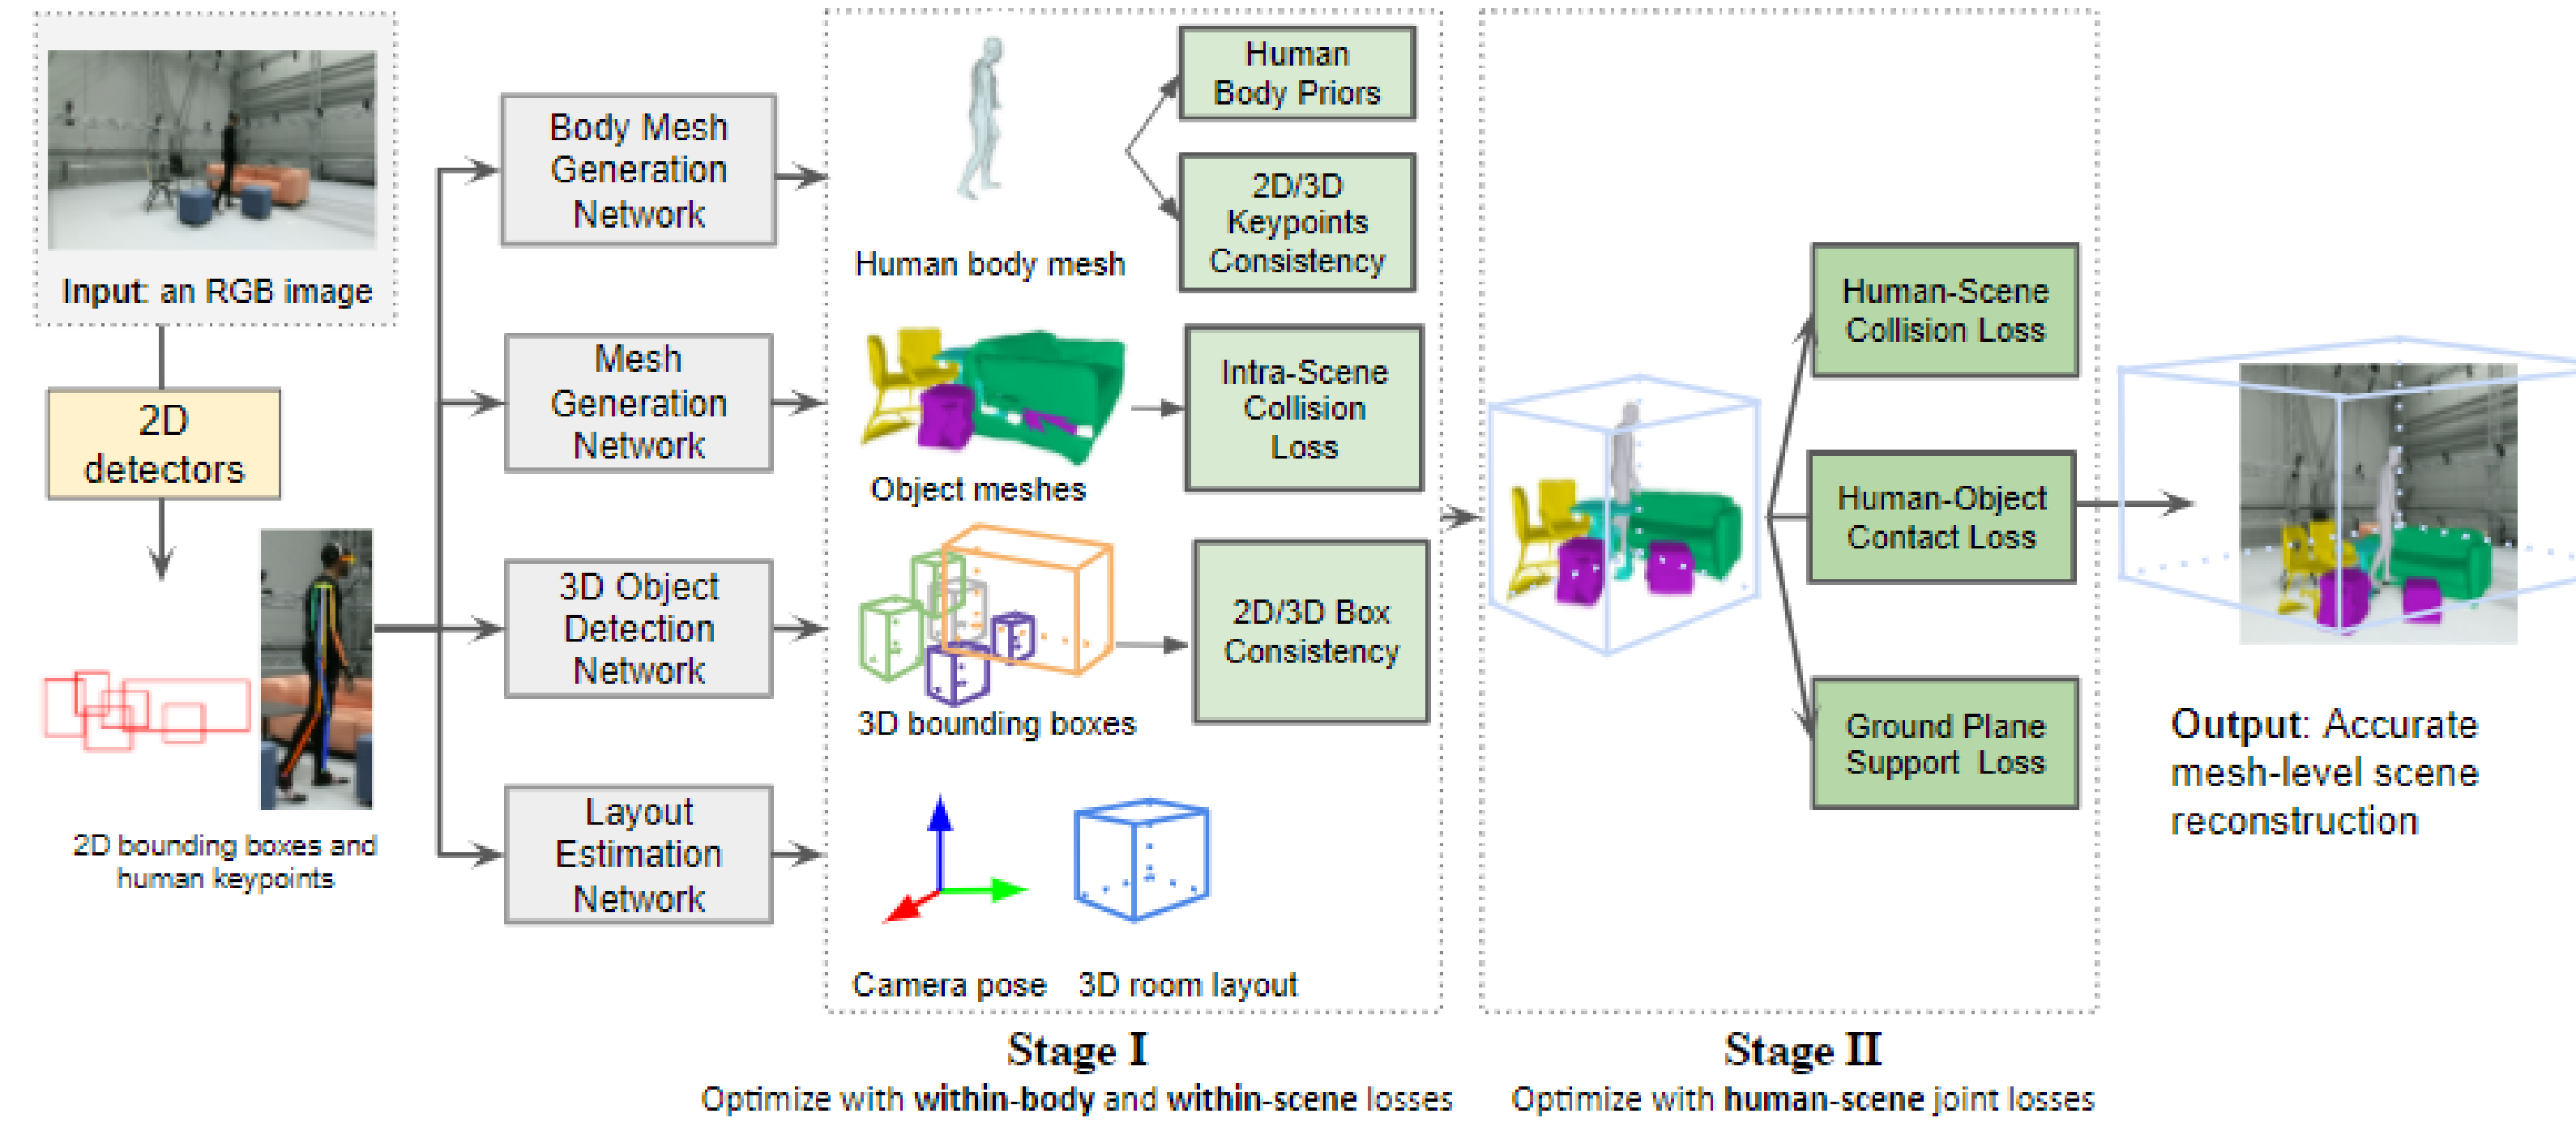 Input: an RGB image
2D
detectors
2D bounding boxes and
human keypoints
Body Mesh
Generation
Network
Mesh
Generation
Network
3D Object
Detection
Network
Layout
Estimation
Network
Human body mesh
Human
Body Priors
2D/3D
Keypoints
Consistency
Object meshes
Intra-Scene
Collision
Loss
3D bounding boxes
2D/3D Box
Consistency
Camera pose
3D room layout
Stage I
Optimize with within-body and within-scene losses
Human-Scene
Collision Loss
Human-Object
Contact Loss
Ground Plane
Support Loss
Stage II
Optimize with human-scene joint losses
Output: Accurate
mesh-level scene
reconstruction